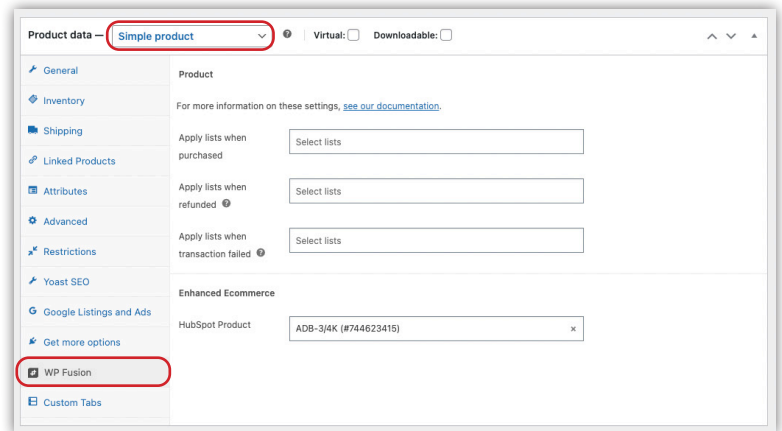 Product data — Simple product Virtual: Downloadable:
General
Inventory
Shipping
Linked Products
Attributes
Advanced
Restrictions
Yoast SEO
Google Listings and Ads
Get more options
WP Fusion
Custom Tabs
Product
For more information on these settings, see our documentation.
Apply lists when
purchased
Select lists
Apply lists when
refunded
Select lists
Apply lists when
transaction failed
Select lists
Enhanced Ecommerce
HubSpot Product
ADB-3/4K (#744623415) ×